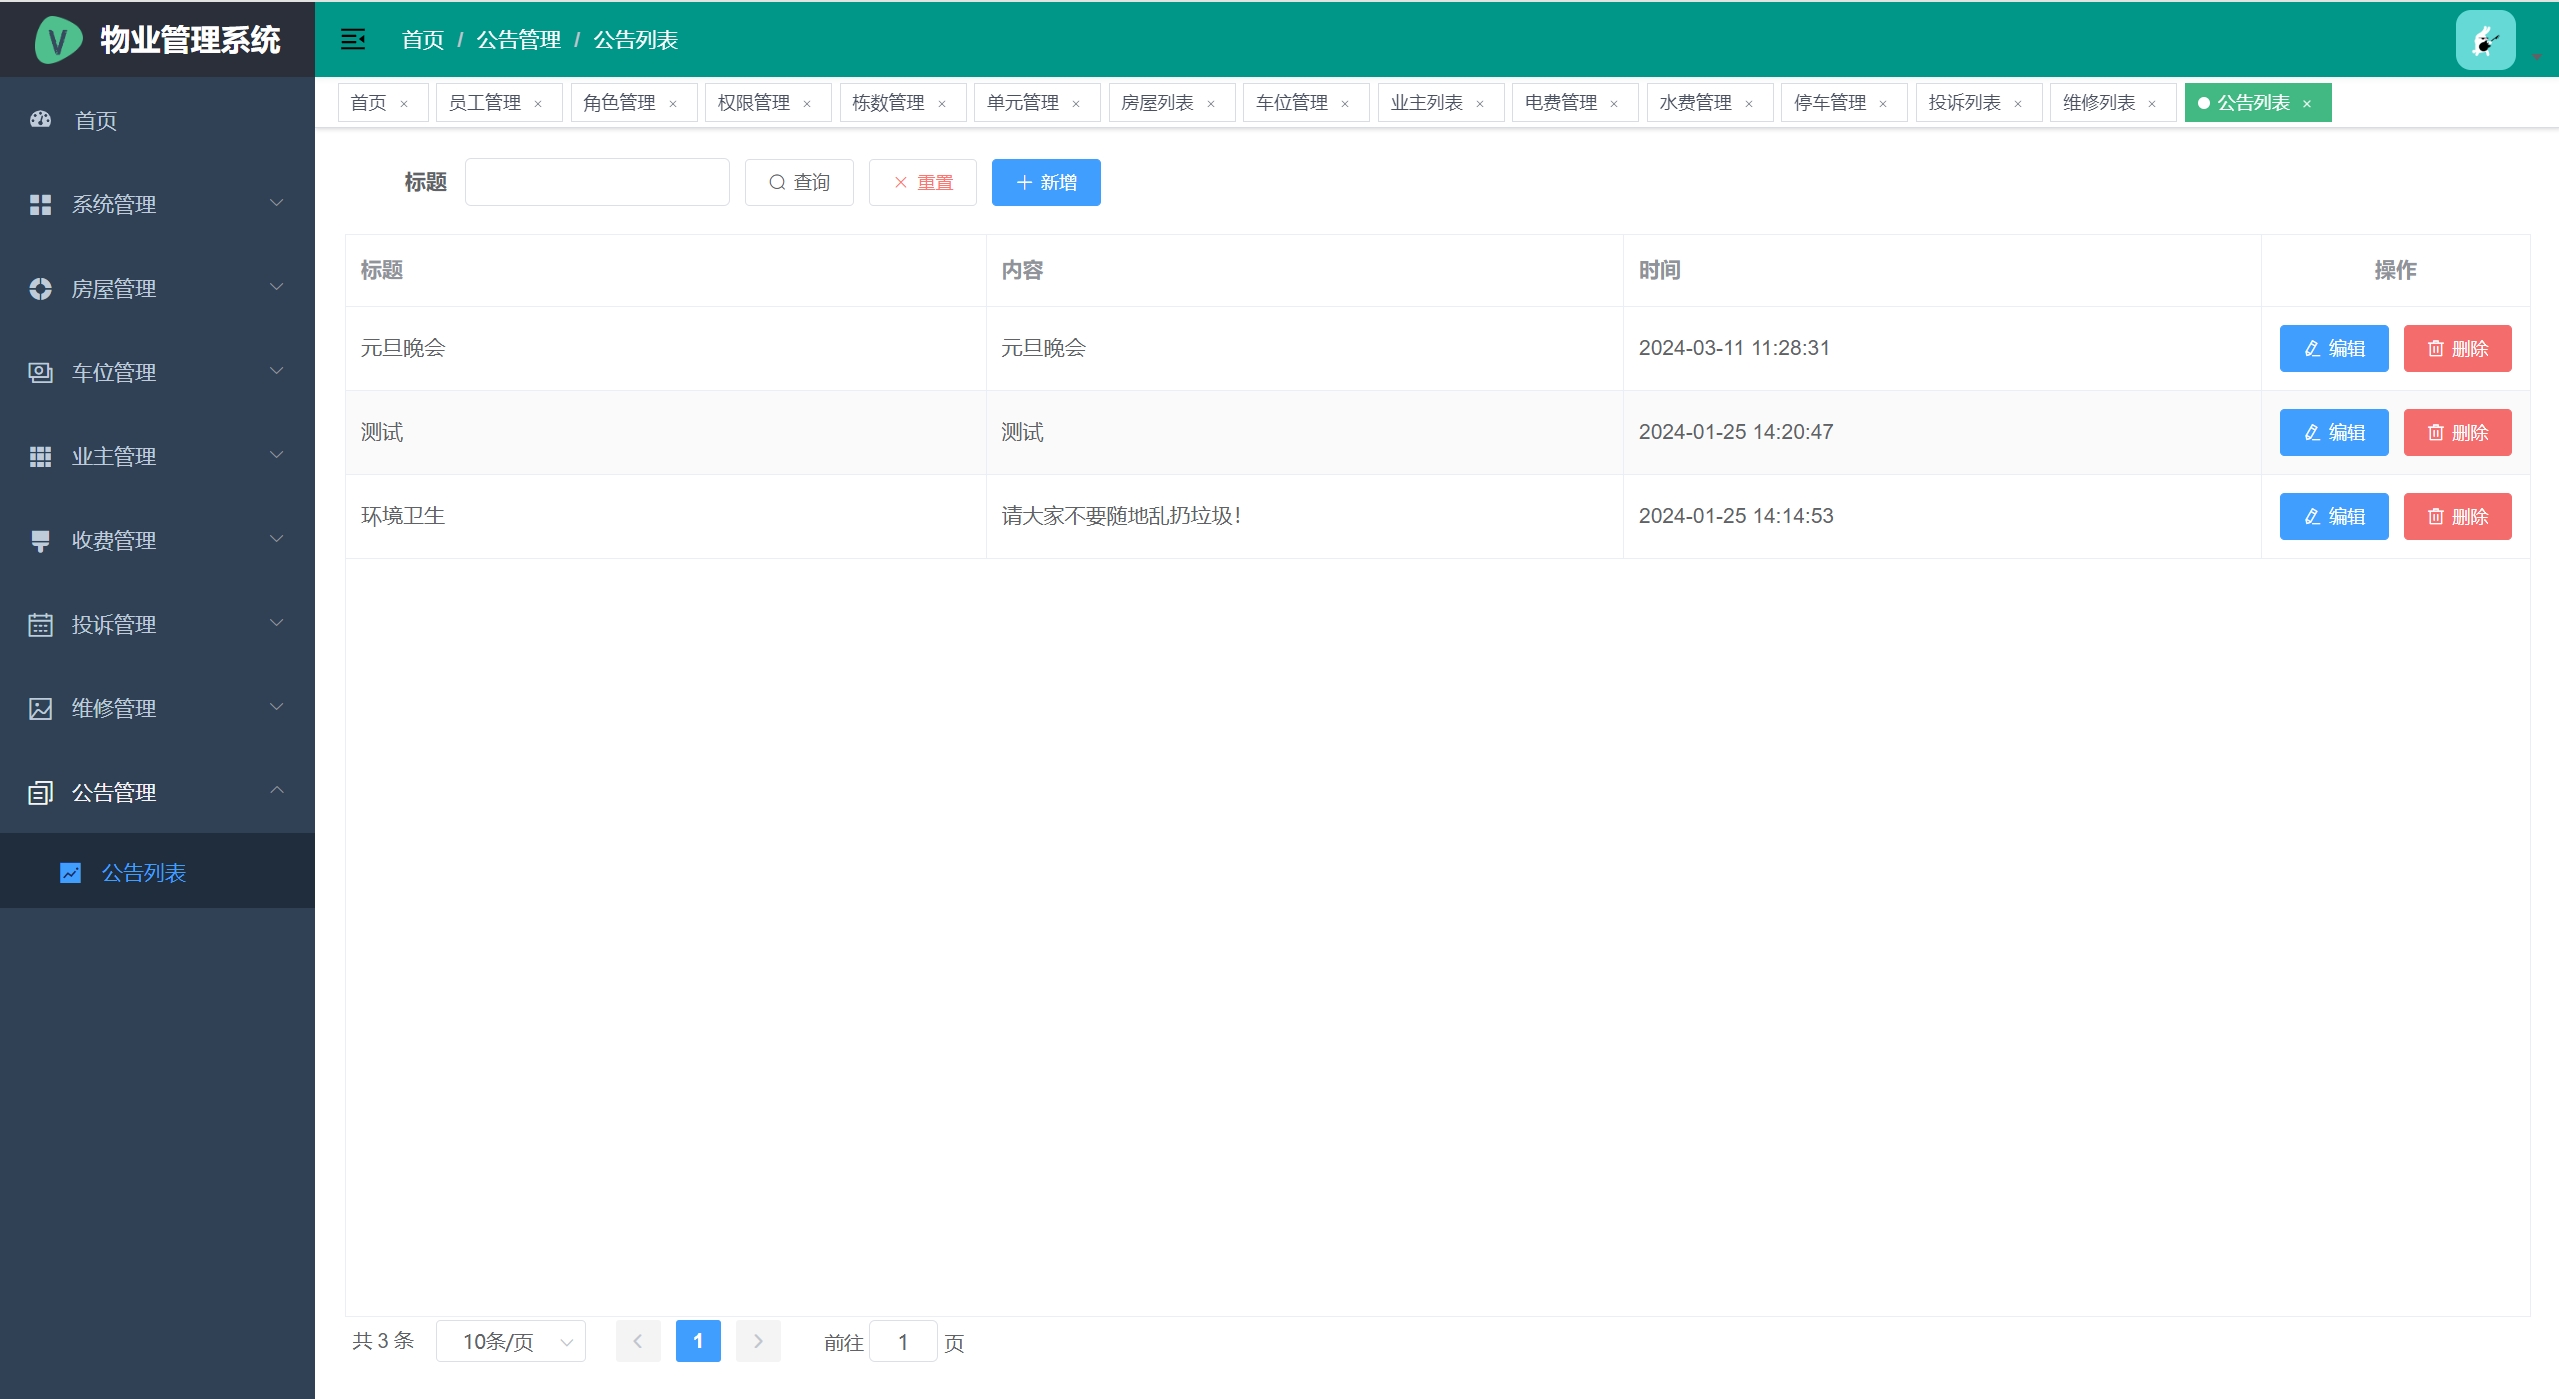 物业管理系统
首页 / 公告管理 / 公告列表
首页 × 员工管理 × 角色管理 × 权限管理 × 栋数管理 × 单元管理 × 房屋列表 × 车位管理 × 业主列表 × 电费管理 × 水费管理 × 停车管理 × 投诉列表 × 维修列表 × 公告列表 ×
首页
系统管理
房屋管理
车位管理
业主管理
收费管理
投诉管理
维修管理
公告管理
公告列表
标题 查询 重置 新增
标题 内容 时间 操作
元旦晚会 元旦晚会 2024-03-11 11:28:31 编辑 删除
测试 测试 2024-01-25 14:20:47 编辑 删除
环境卫生 请大家不要随地乱扔垃圾! 2024-01-25 14:14:53 编辑 删除
共 3 条 10条/页 1 前往 1 页